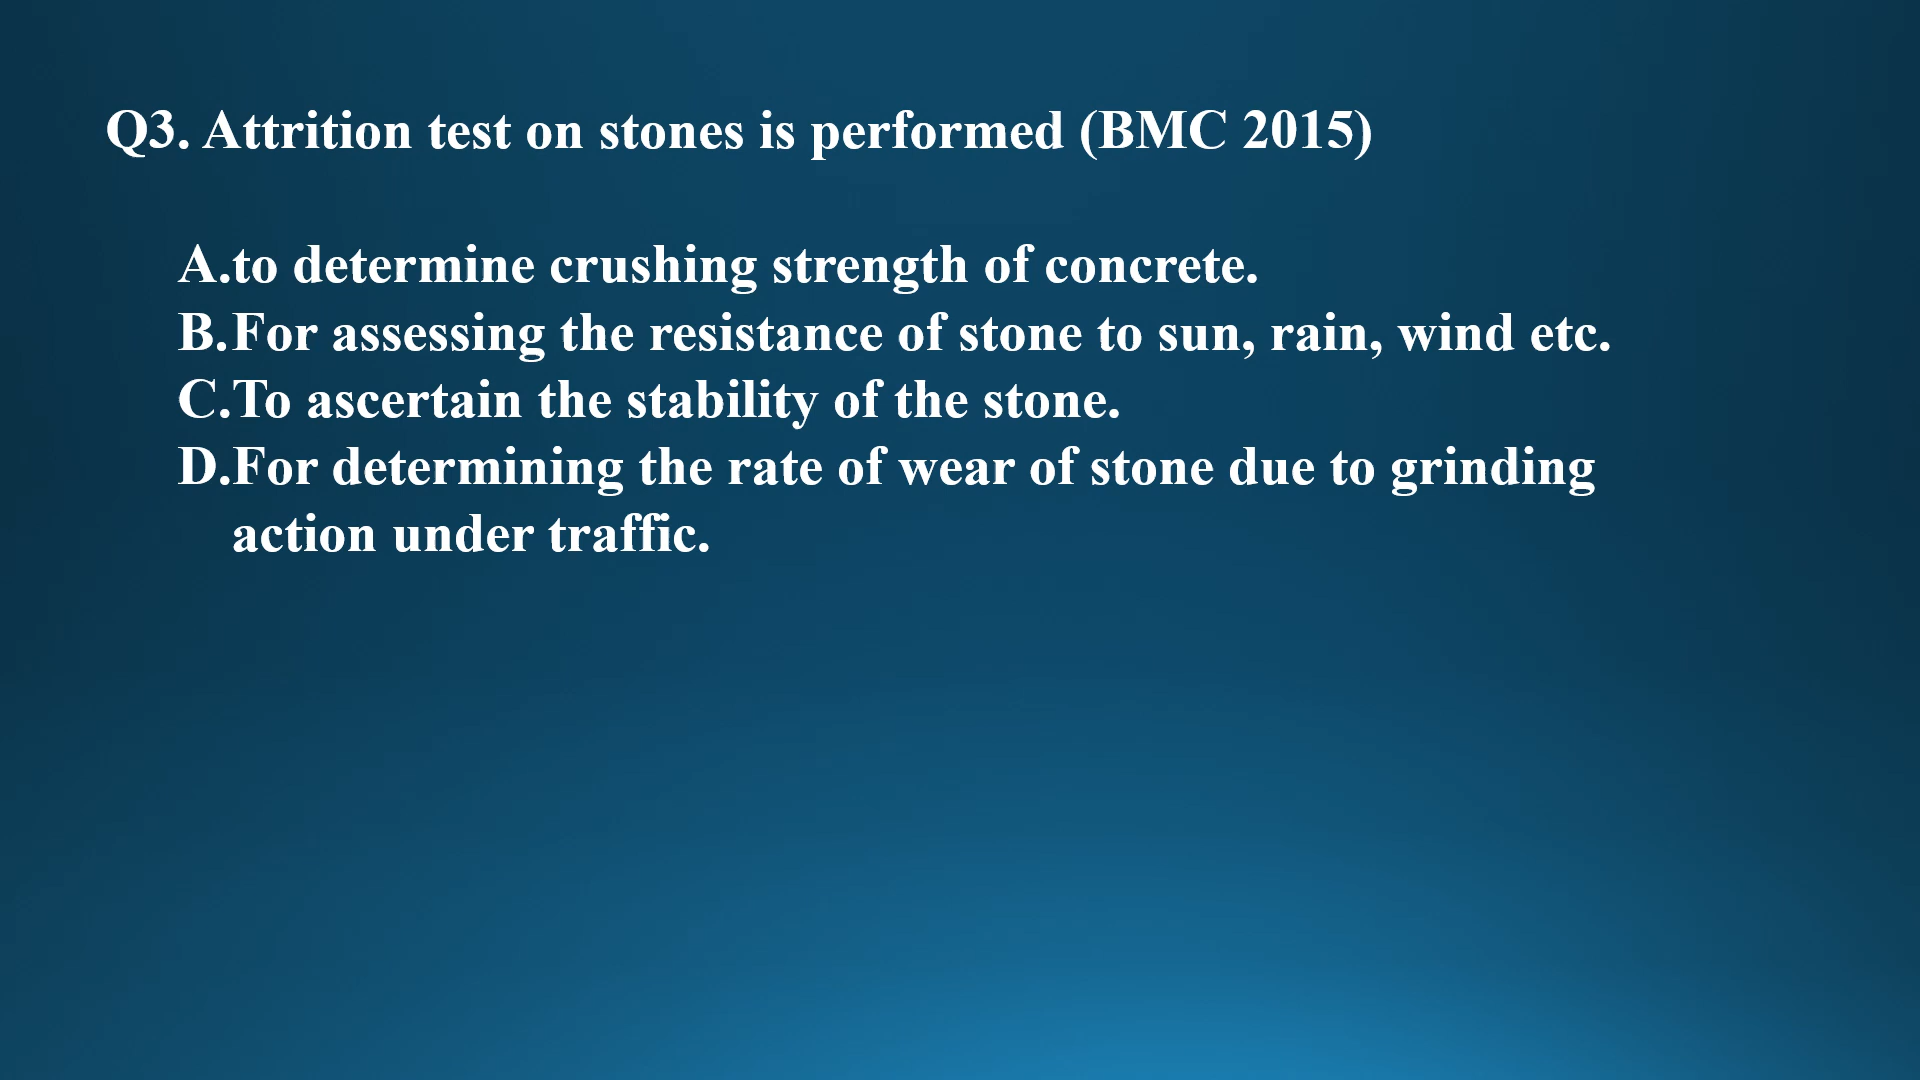 Q3. Attrition test on stones is performed (BMC 2015)
A.to determine crushing strength of concrete.
B.For assessing the resistance of stone to sun, rain, wind etc.
C.To ascertain the stability of the stone.
D.For determining the rate of wear of stone due to grinding
action under traffic.